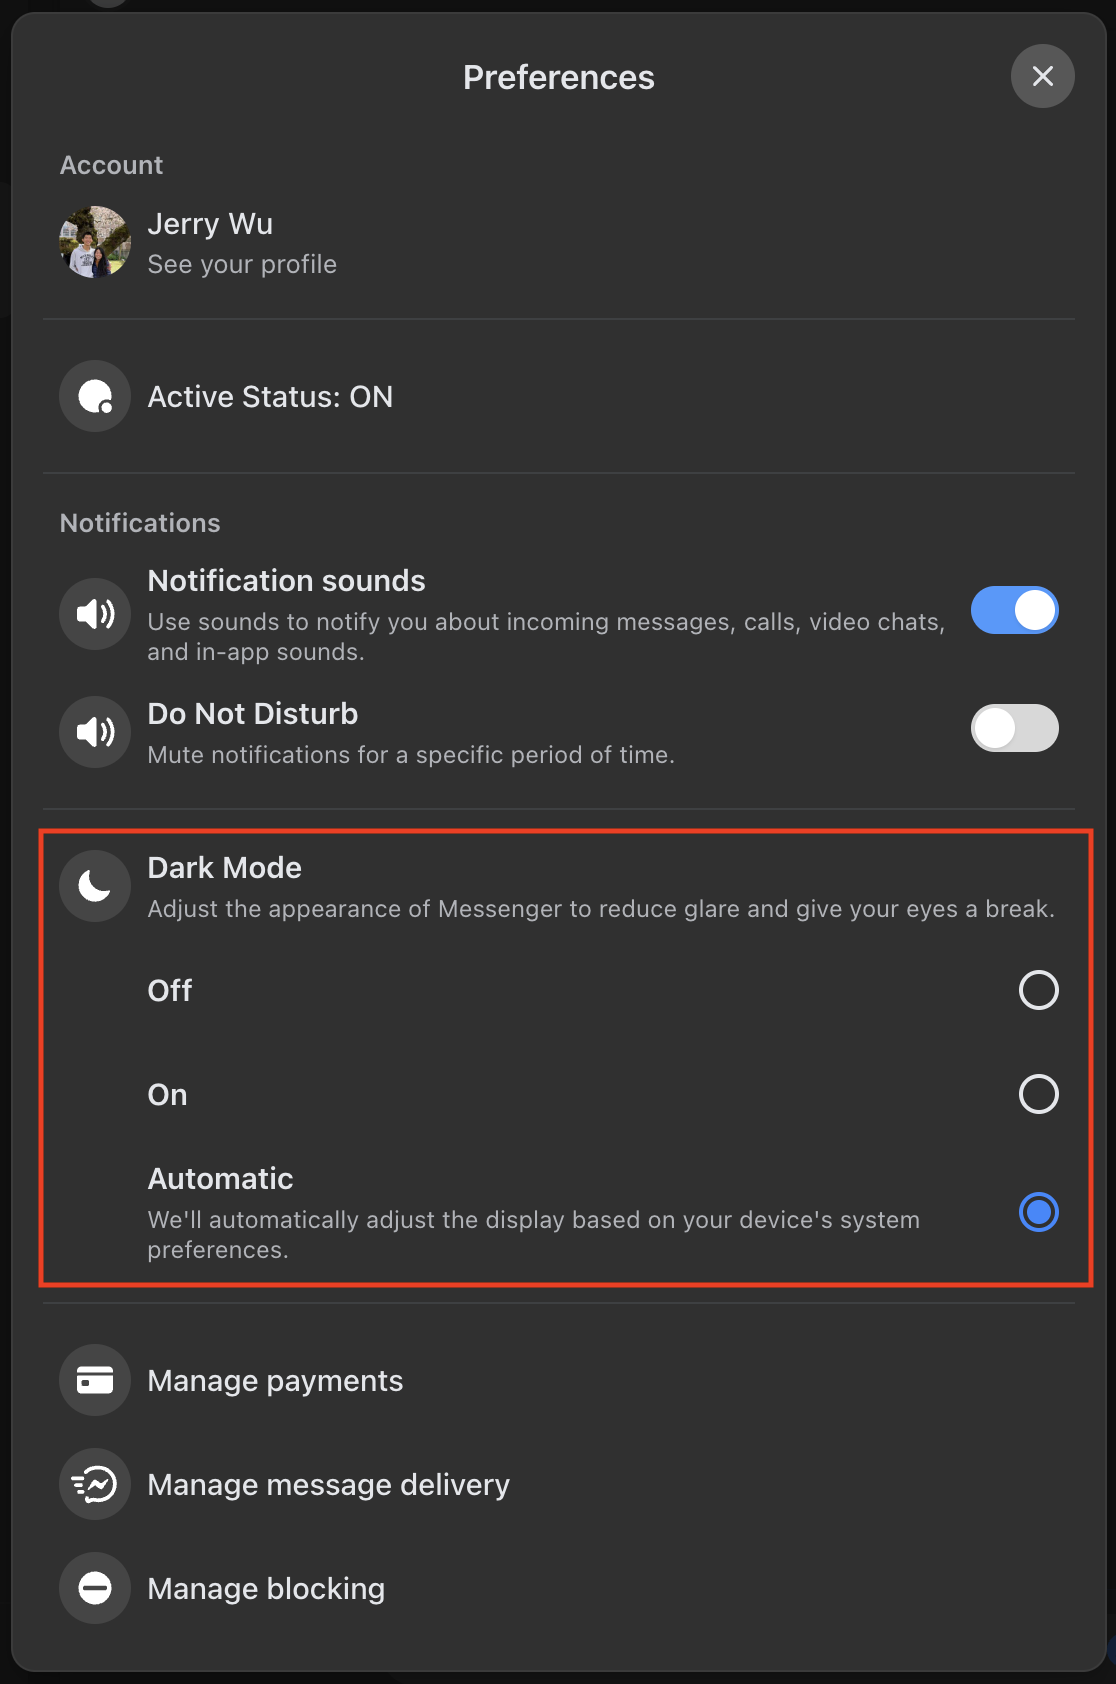 Preferences
Account
Jerry Wu
See your profile
Active Status: ON
Notifications
Notification sounds
Use sounds to notify you about incoming messages, calls, video chats,
and in-app sounds.
Do Not Disturb
Mute notifications for a specific period of time.
Dark Mode
Adjust the appearance of Messenger to reduce glare and give your eyes a break.
Off
On
Automatic
We'll automatically adjust the display based on your device's system
preferences.
Manage payments
Manage message delivery
Manage blocking